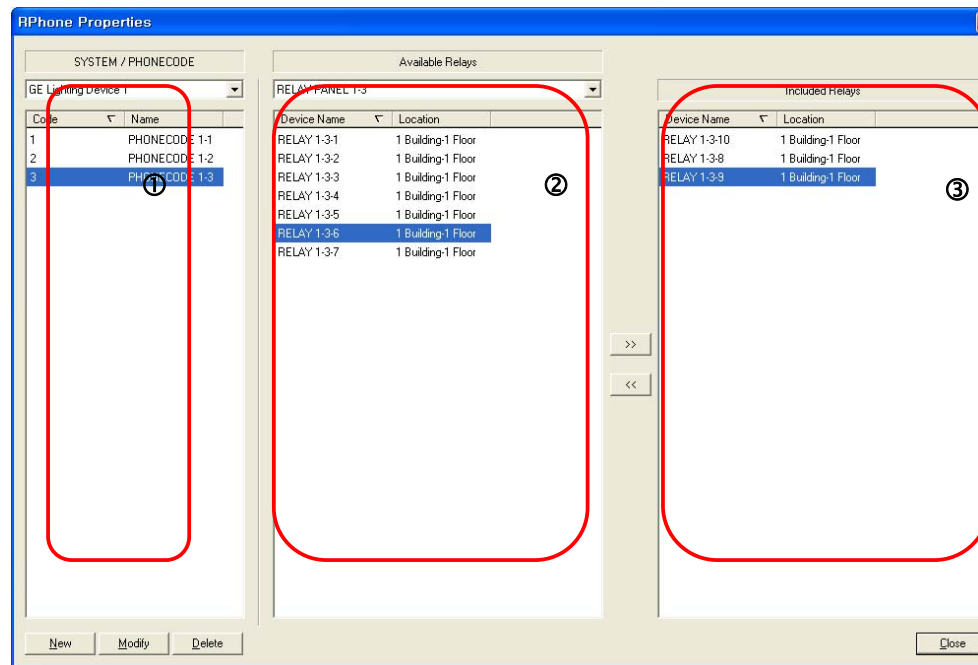 RPhone Properties
SYSTEM / PHONECODE
Available Relays
GE Lighting Device 1
RELAY PANEL 1-3
Included Relays
Code Name
Device Name Location
Device Name Location
1 PHONECODE 1-1
2 PHONECODE 1-2
3 PHONECODE 1-3
①
RELAY 1-3-1 1 Building-1 Floor
RELAY 1-3-2 1 Building-1 Floor
RELAY 1-3-3 1 Building-1 Floor
RELAY 1-3-4 1 Building-1 Floor
RELAY 1-3-5 1 Building-1 Floor
RELAY 1-3-6 1 Building-1 Floor
RELAY 1-3-7 1 Building-1 Floor
②
RELAY 1-3-10 1 Building-1 Floor
RELAY 1-3-8 1 Building-1 Floor
RELAY 1-3-9 1 Building-1 Floor
③
>>
<<
New Modify Delete
Close